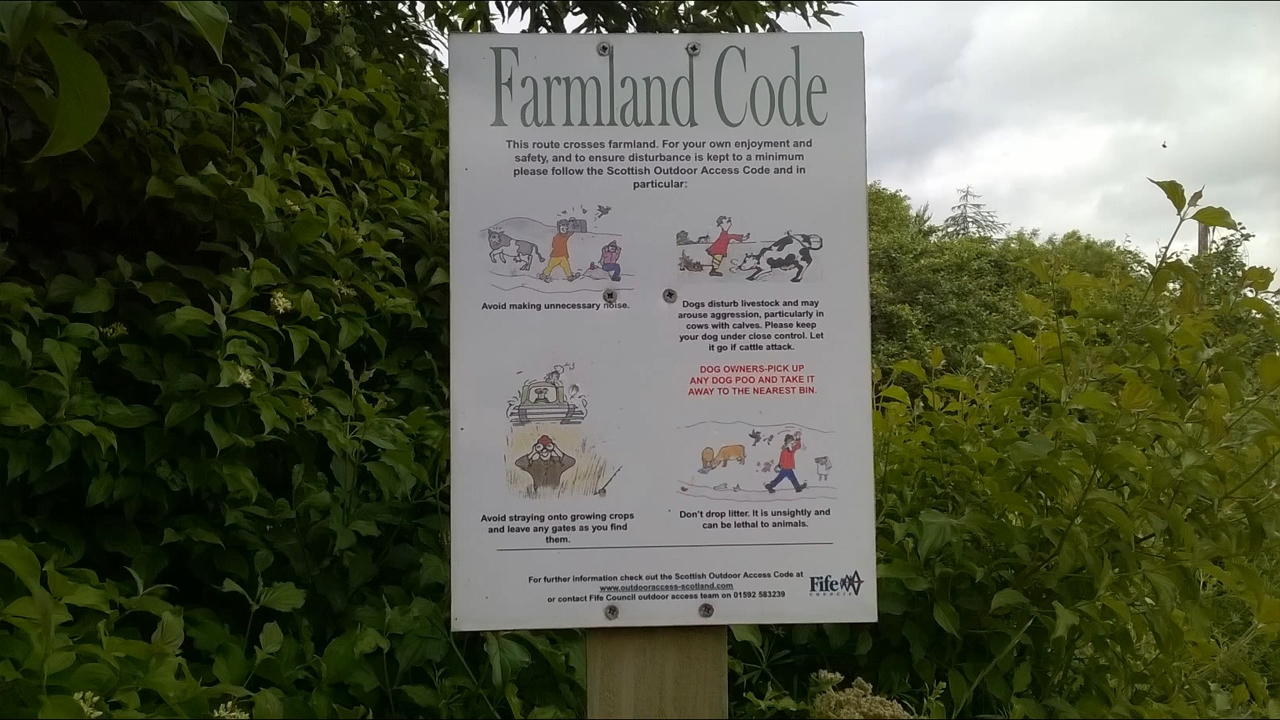 Farmland Code
This route crosses farmland. For your own enjoyment and
safety, and to ensure disturbance is kept to a minimum
please follow the Scottish Outdoor Access Code and in
particular:
Avoid making unnecessary noise.
Dogs disturb livestock and may
arouse aggression, particularly in
cows with calves. Please keep
your dog under close control. Let
it go if cattle attack.
DOG OWNERS-PICK UP
ANY DOG POO AND TAKE IT
AWAY TO THE NEAREST BIN.
Avoid straying onto growing crops
and leave any gates as you find
them.
Don't drop litter. It is unsightly and
can be lethal to animals.
For further information check out the Scottish Outdoor Access Code at
www.outdooraccess-scotland.com
or contact Fife Council outdoor access team on 01592 583239
Fife
COUNCIL